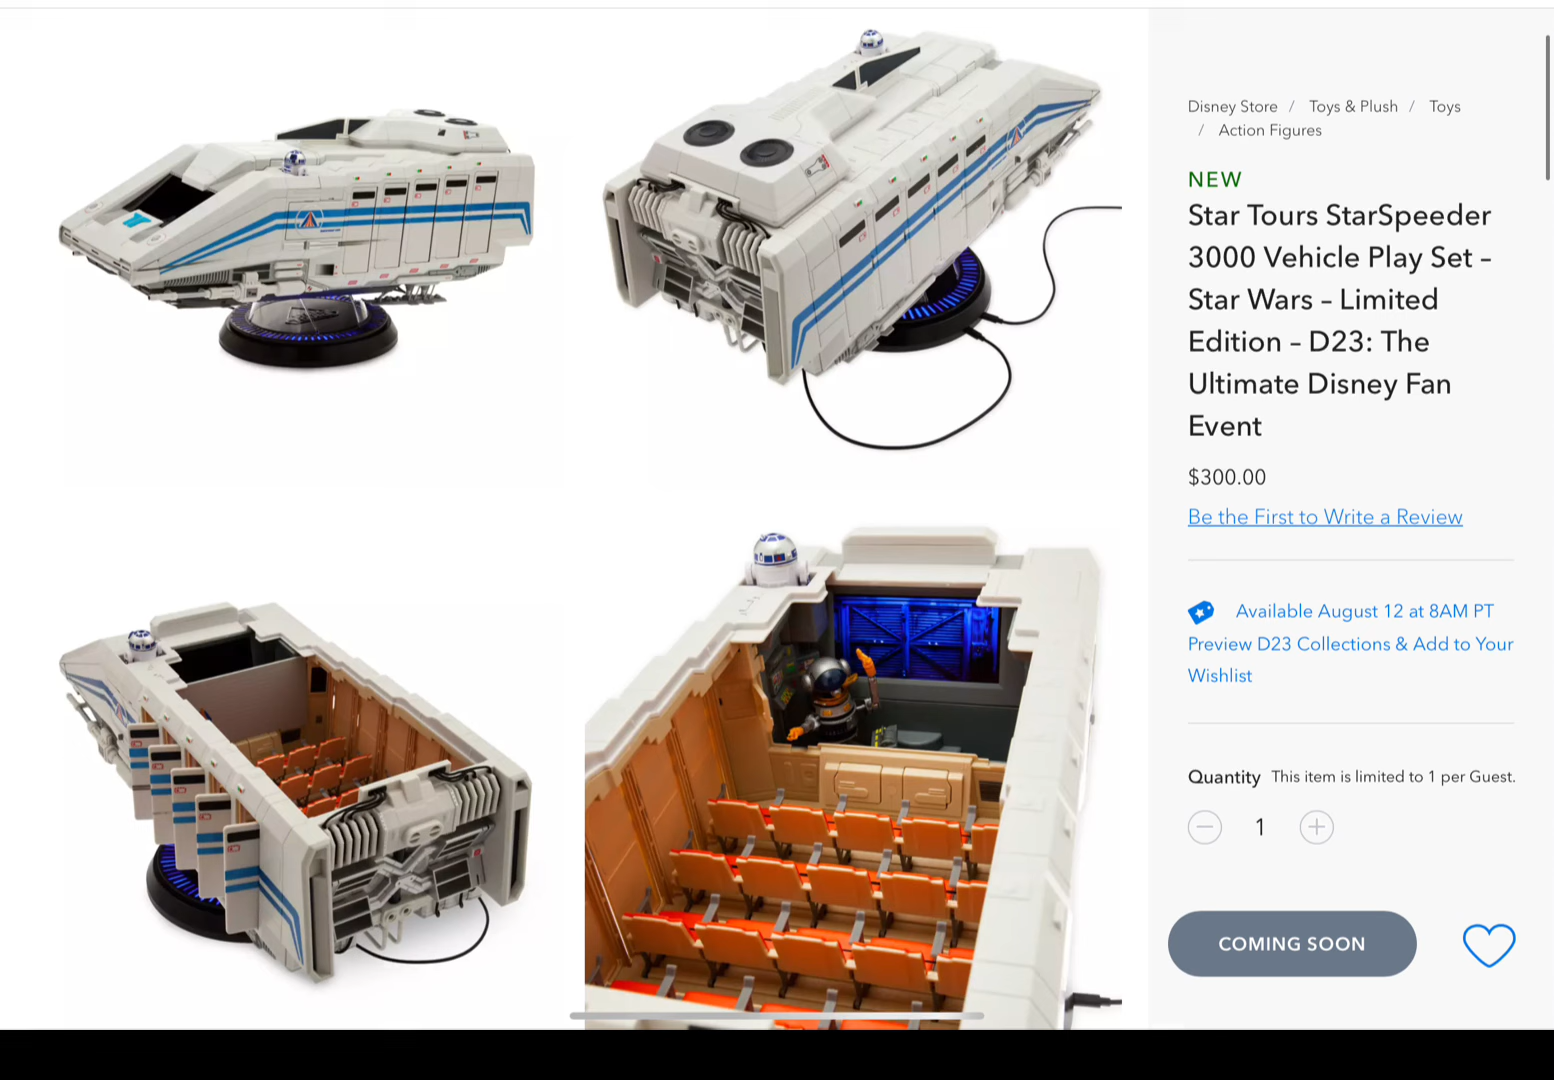 Disney Store / Toys & Plush / Toys
/ Action Figures
NEW
Star Tours StarSpeeder
3000 Vehicle Play Set –
Star Wars – Limited
Edition – D23: The
Ultimate Disney Fan
Event
$300.00
Be the First to Write a Review
Available August 12 at 8AM PT
Preview D23 Collections & Add to Your
Wishlist
Quantity This item is limited to 1 per Guest.
1
COMING SOON